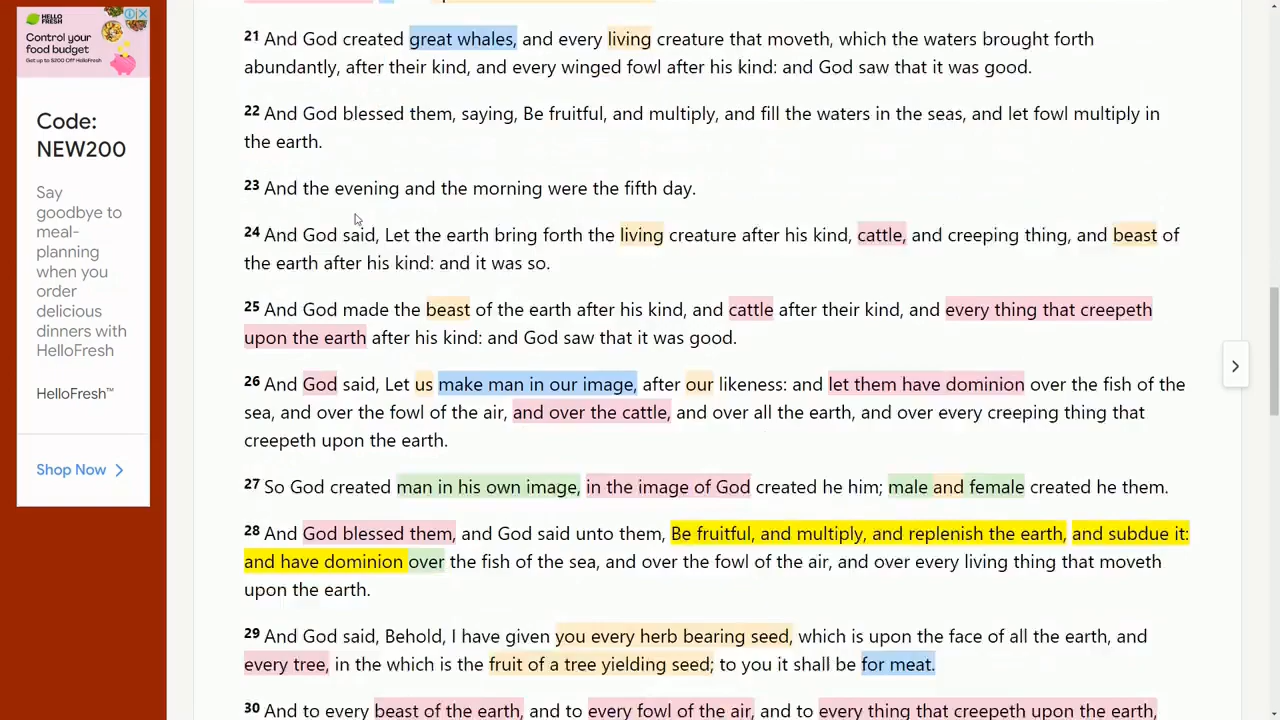 HELLO
FRESH
Control your
food budget
Get up to $200 Off HelloFresh
Code:
NEW200
Say
goodbye to
meal-
planning
when you
order
delicious
dinners with
HelloFresh
HelloFresh™
Shop Now
21 And God created great whales, and every living creature that moveth, which the waters brought forth
abundantly, after their kind, and every winged fowl after his kind: and God saw that it was good.
22 And God blessed them, saying, Be fruitful, and multiply, and fill the waters in the seas, and let fowl multiply in
the earth.
23 And the evening and the morning were the fifth day.
24 And God said, Let the earth bring forth the living creature after his kind, cattle, and creeping thing, and beast of
the earth after his kind: and it was so.
25 And God made the beast of the earth after his kind, and cattle after their kind, and every thing that creepeth
upon the earth after his kind: and God saw that it was good.
26 And God said, Let us make man in our image, after our likeness: and let them have dominion over the fish of the
sea, and over the fowl of the air, and over the cattle, and over all the earth, and over every creeping thing that
creepeth upon the earth.
27 So God created man in his own image, in the image of God created he him; male and female created he them.
28 And God blessed them, and God said unto them, Be fruitful, and multiply, and replenish the earth, and subdue it:
and have dominion over the fish of the sea, and over the fowl of the air, and over every living thing that moveth
upon the earth.
29 And God said, Behold, I have given you every herb bearing seed, which is upon the face of all the earth, and
every tree, in the which is the fruit of a tree yielding seed; to you it shall be for meat.
30 And to every beast of the earth, and to every fowl of the air, and to every thing that creepeth upon the earth,